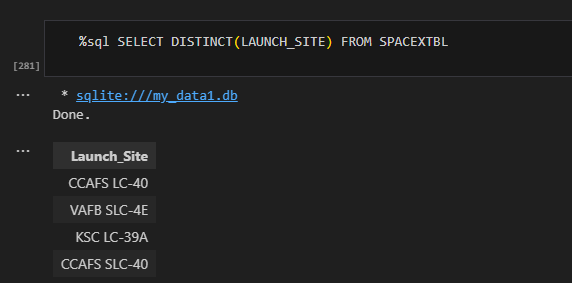 %sql SELECT DISTINCT(LAUNCH_SITE) FROM SPACEXTBL
[281]
... * sqlite:///my_data1.db
Done.
...
Launch_Site
CCAFS LC-40
VAFB SLC-4E
KSC LC-39A
CCAFS SLC-40